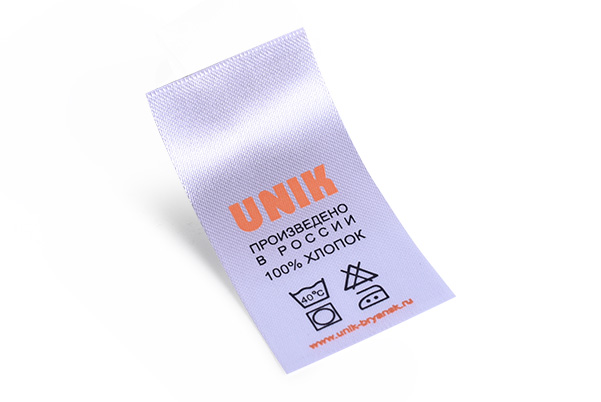 UNIK
ПРОИЗВЕДЕНО
В РОССИИ
100% ХЛОПОК
40°C
www.unik-bryansk.ru